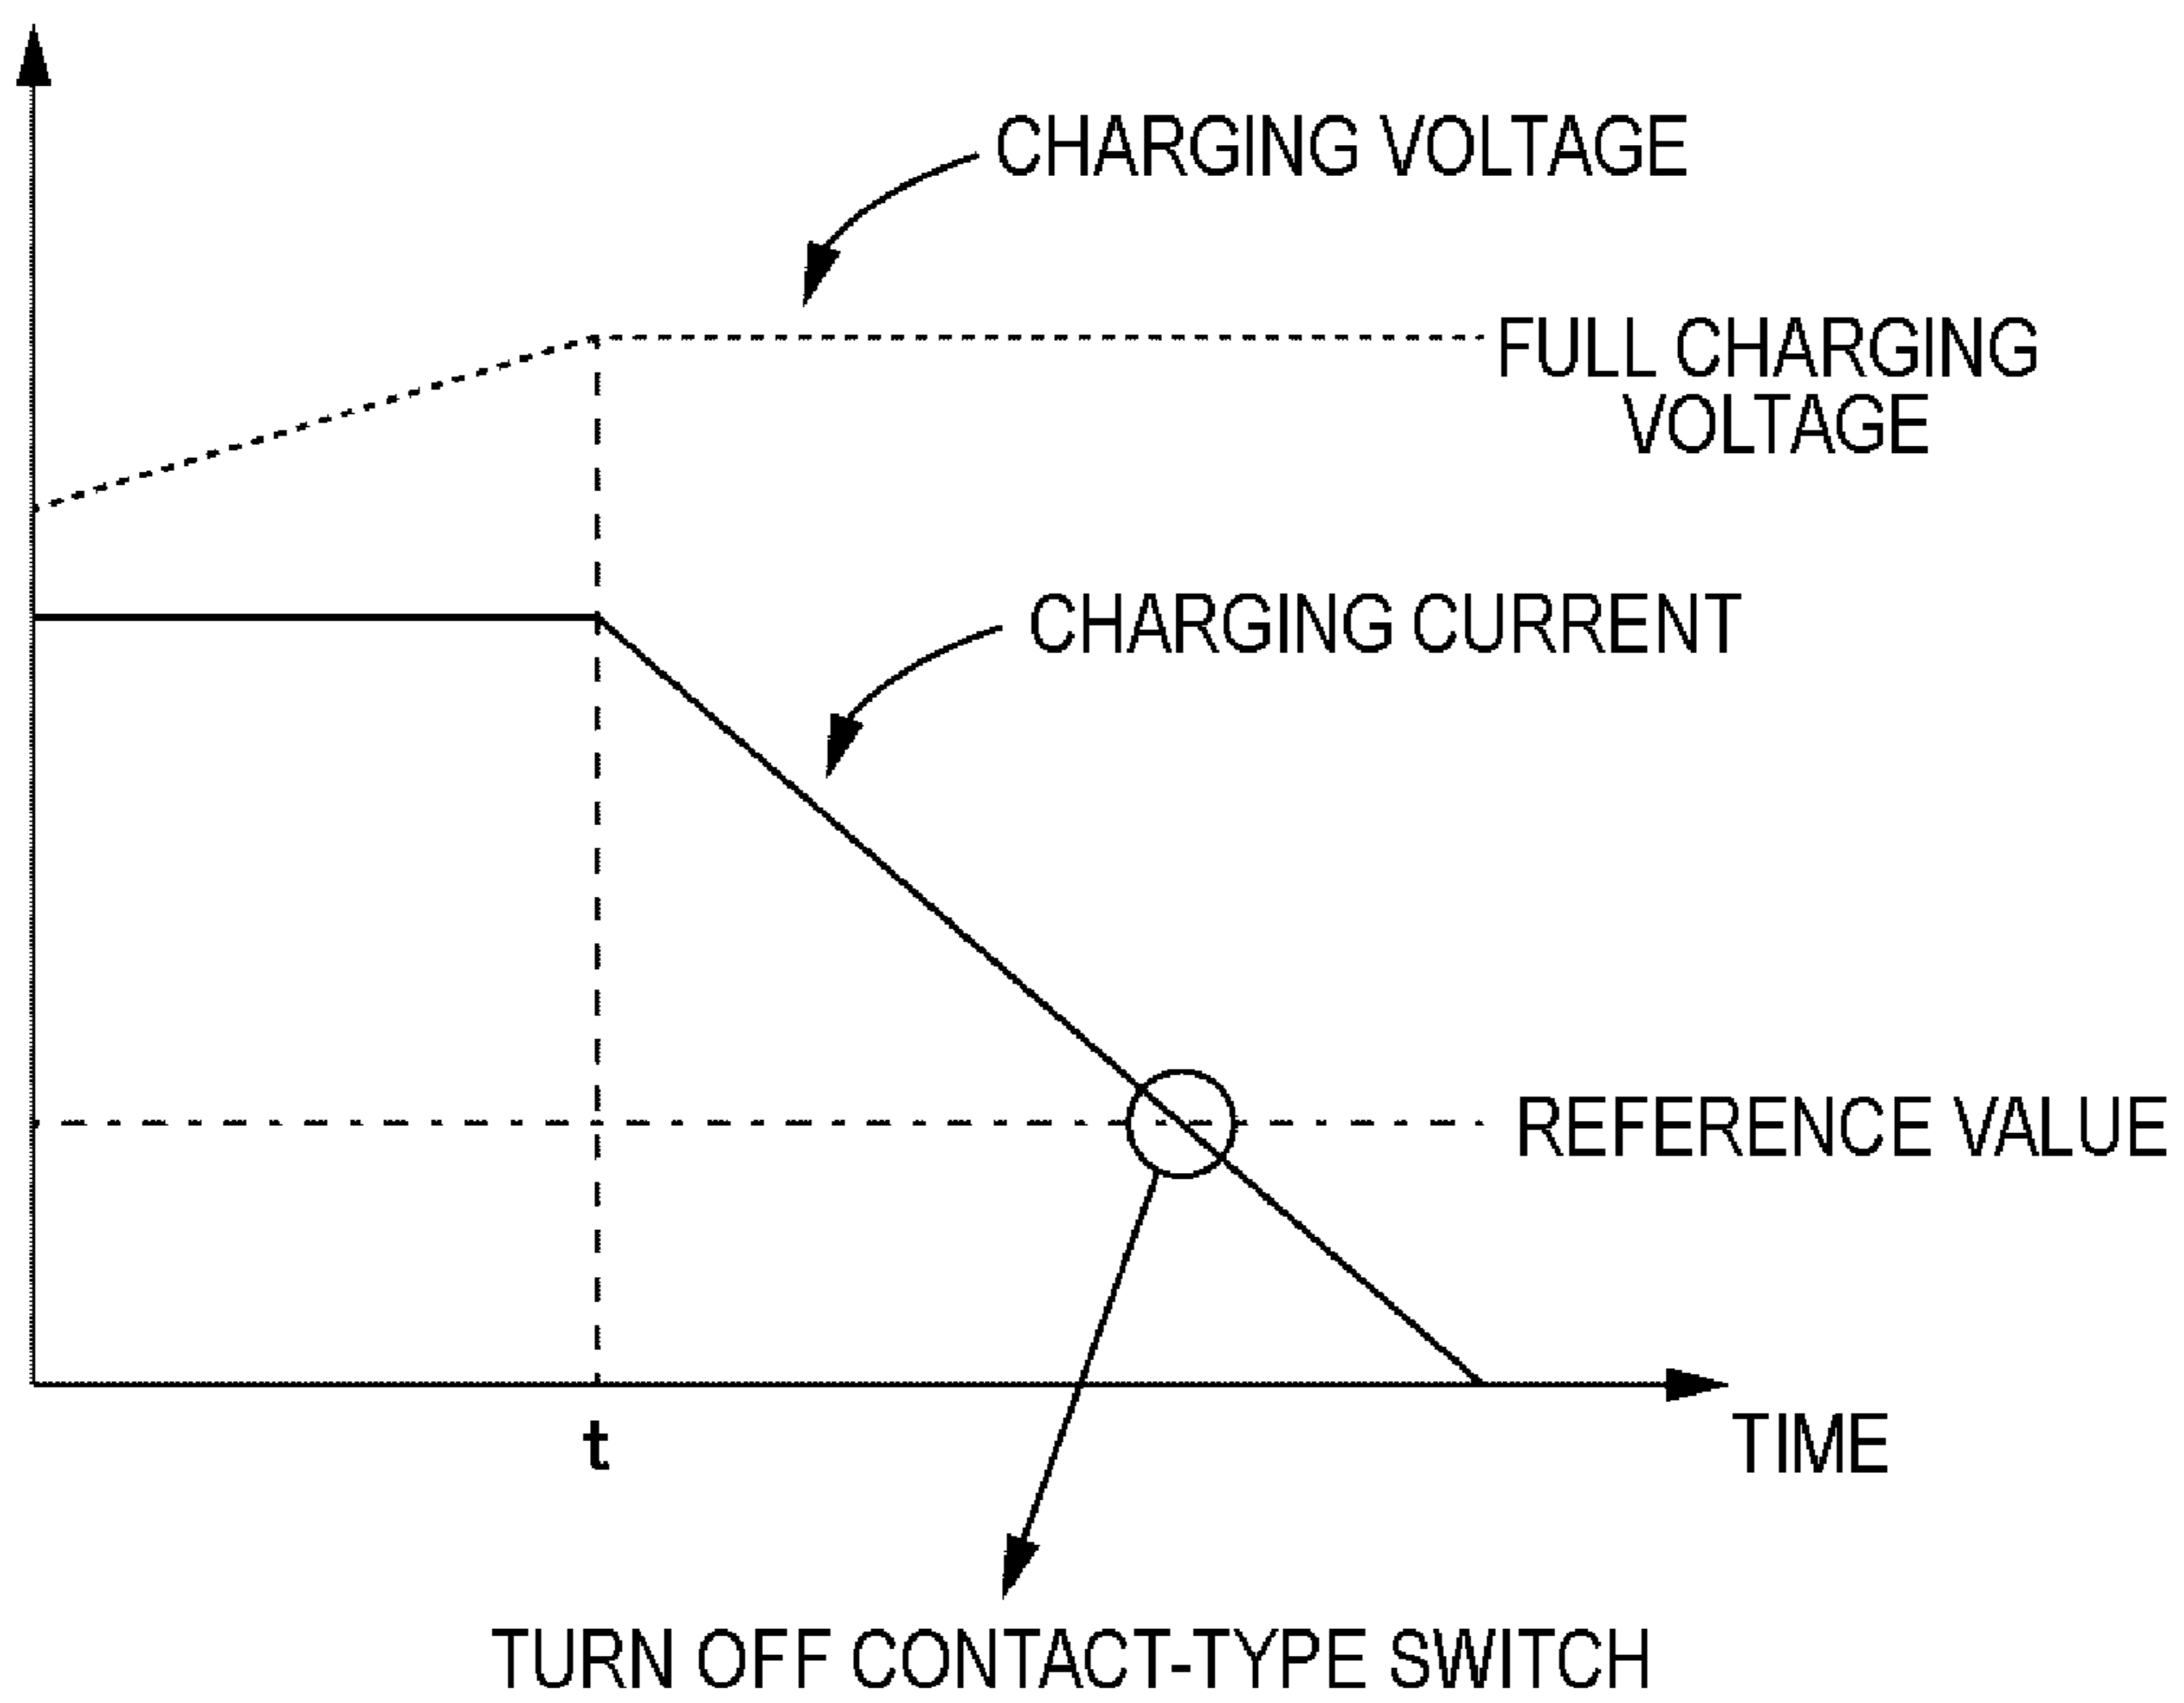 CHARGING VOLTAGE
FULL CHARGING
VOLTAGE
CHARGING CURRENT
REFERENCE VALUE
t
TIME
TURN OFF CONTACT-TYPE SWITCH